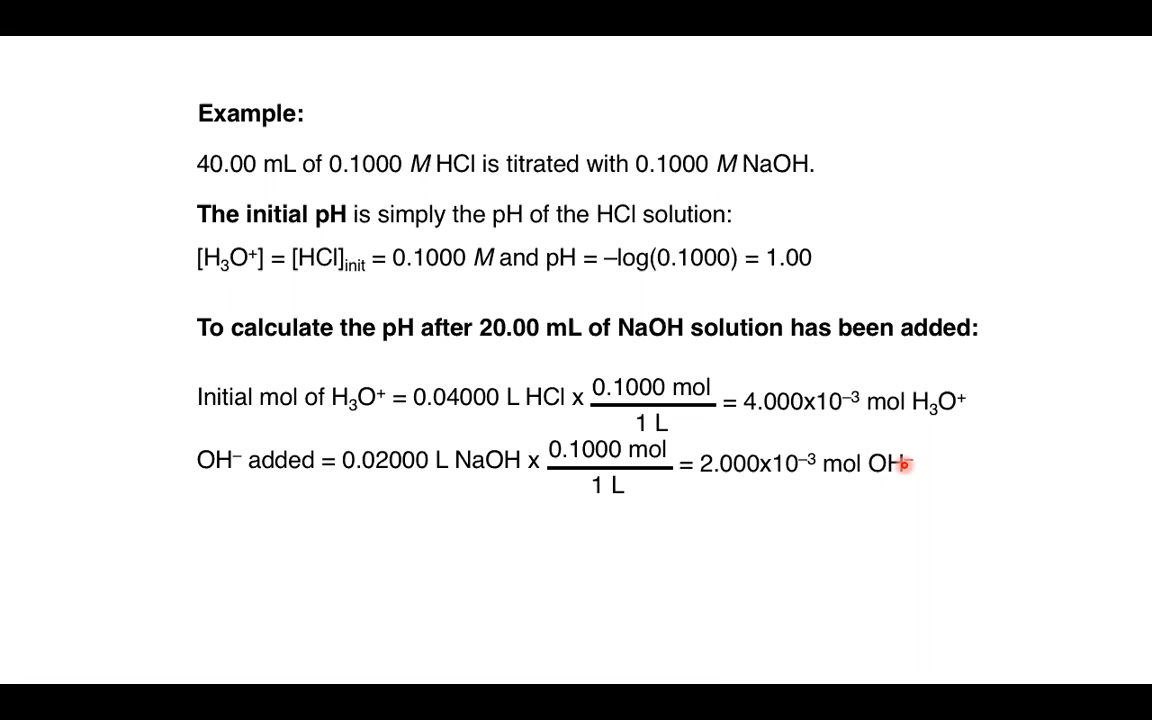 Example:
40.00 mL of 0.1000 M HCl is titrated with 0.1000 M NaOH.
The initial pH is simply the pH of the HCl solution:
[H₃O⁺] = [HCl]init = 0.1000 M and pH = –log(0.1000) = 1.00
To calculate the pH after 20.00 mL of NaOH solution has been added:
Initial mol of H₃O⁺ = 0.04000 L HCl x 0.1000 mol / 1 L = 4.000x10⁻³ mol H₃O⁺
OH⁻ added = 0.02000 L NaOH x 0.1000 mol / 1 L = 2.000x10⁻³ mol OH⁻